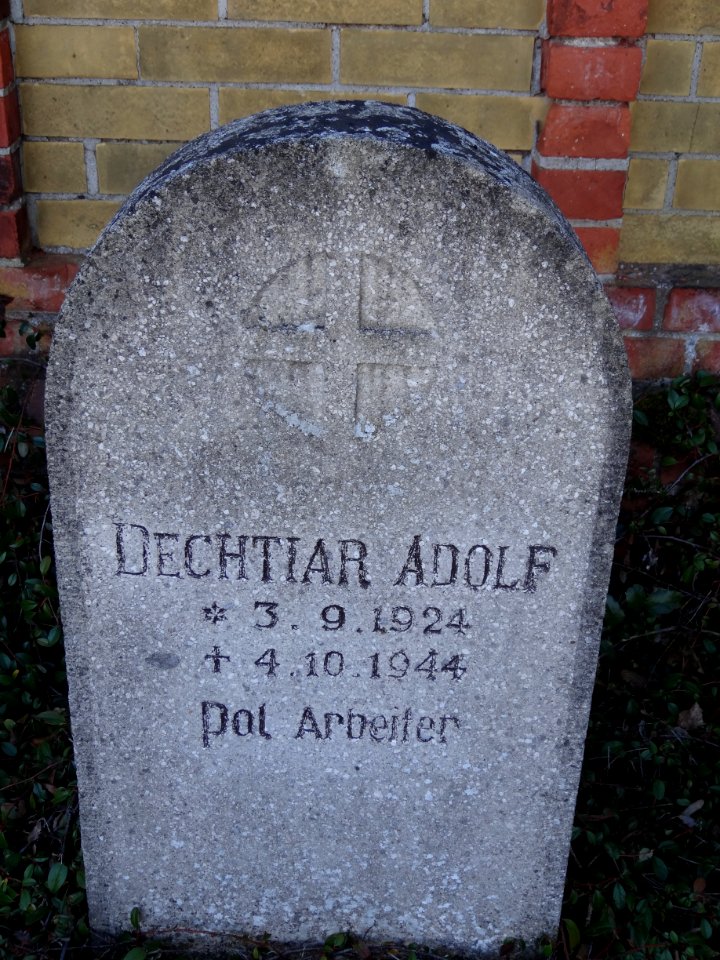 DECHTIAR ADOLF
* 3.9.1924
+ 4.10.1944
Pol Arbeiter